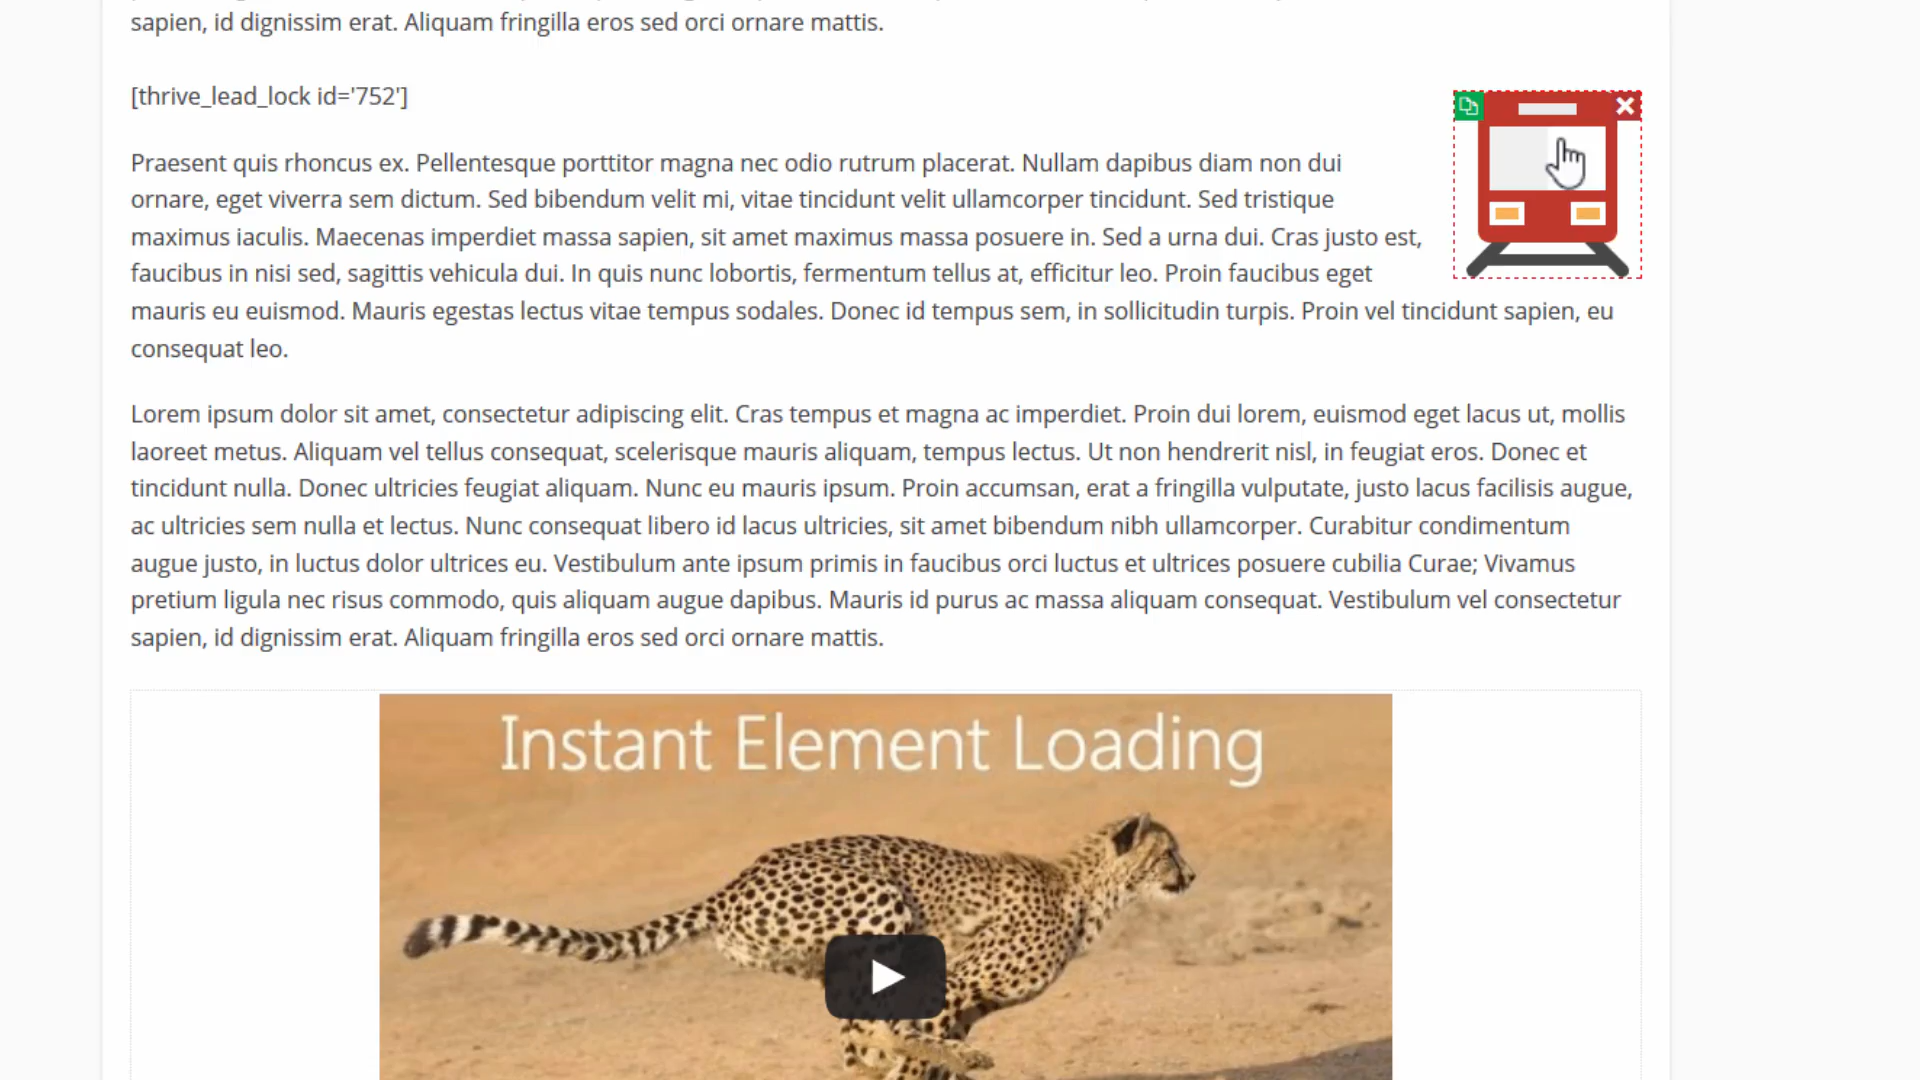 sapien, id dignissim erat. Aliquam fringilla eros sed orci ornare mattis.
[thrive_lead_lock id='752']
Praesent quis rhoncus ex. Pellentesque porttitor magna nec odio rutrum placerat. Nullam dapibus diam non dui
ornare, eget viverra sem dictum. Sed bibendum velit mi, vitae tincidunt velit ullamcorper tincidunt. Sed tristique
maximus iaculis. Maecenas imperdiet massa sapien, sit amet maximus massa posuere in. Sed a urna dui. Cras justo est,
faucibus in nisi sed, sagittis vehicula dui. In quis nunc lobortis, fermentum tellus at, efficitur leo. Proin faucibus eget
mauris eu euismod. Mauris egestas lectus vitae tempus sodales. Donec id tempus sem, in sollicitudin turpis. Proin vel tincidunt sapien, eu
consequat leo.
Lorem ipsum dolor sit amet, consectetur adipiscing elit. Cras tempus et magna ac imperdiet. Proin dui lorem, euismod eget lacus ut, mollis
laoreet metus. Aliquam vel tellus consequat, scelerisque mauris aliquam, tempus lectus. Ut non hendrerit nisl, in feugiat eros. Donec et
tincidunt nulla. Donec ultricies feugiat aliquam. Nunc eu mauris ipsum. Proin accumsan, erat a fringilla vulputate, justo lacus facilisis augue,
ac ultricies sem nulla et lectus. Nunc consequat libero id lacus ultricies, sit amet bibendum nibh ullamcorper. Curabitur condimentum
augue justo, in luctus dolor ultrices eu. Vestibulum ante ipsum primis in faucibus orci luctus et ultrices posuere cubilia Curae; Vivamus
pretium ligula nec risus commodo, quis aliquam augue dapibus. Mauris id purus ac massa aliquam consequat. Vestibulum vel consectetur
sapien, id dignissim erat. Aliquam fringilla eros sed orci ornare mattis.
Instant Element Loading